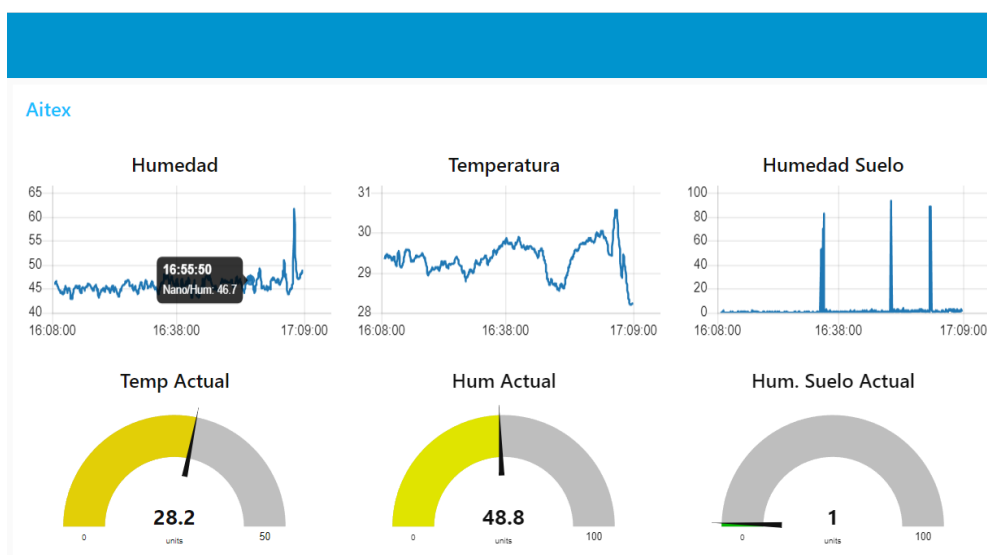 Aitex
Humedad
65
60
55
50
45
40
16:55:50
Nano/Hum: 46.7
16:08:00 16:38:00 17:09:00
Temperatura
31
30
29
28
16:08:00 16:38:00 17:09:00
Humedad Suelo
100
80
60
40
20
0
16:08:00 16:38:00 17:09:00
Temp Actual
28.2
0 units 50
Hum Actual
48.8
0 units 100
Hum. Suelo Actual
1
0 units 100